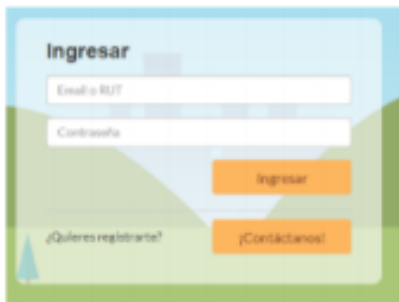 Ingresar
Email o RUT
Contraseña
Ingresar
¿Quieres registrarte?
¡Contáctanos!